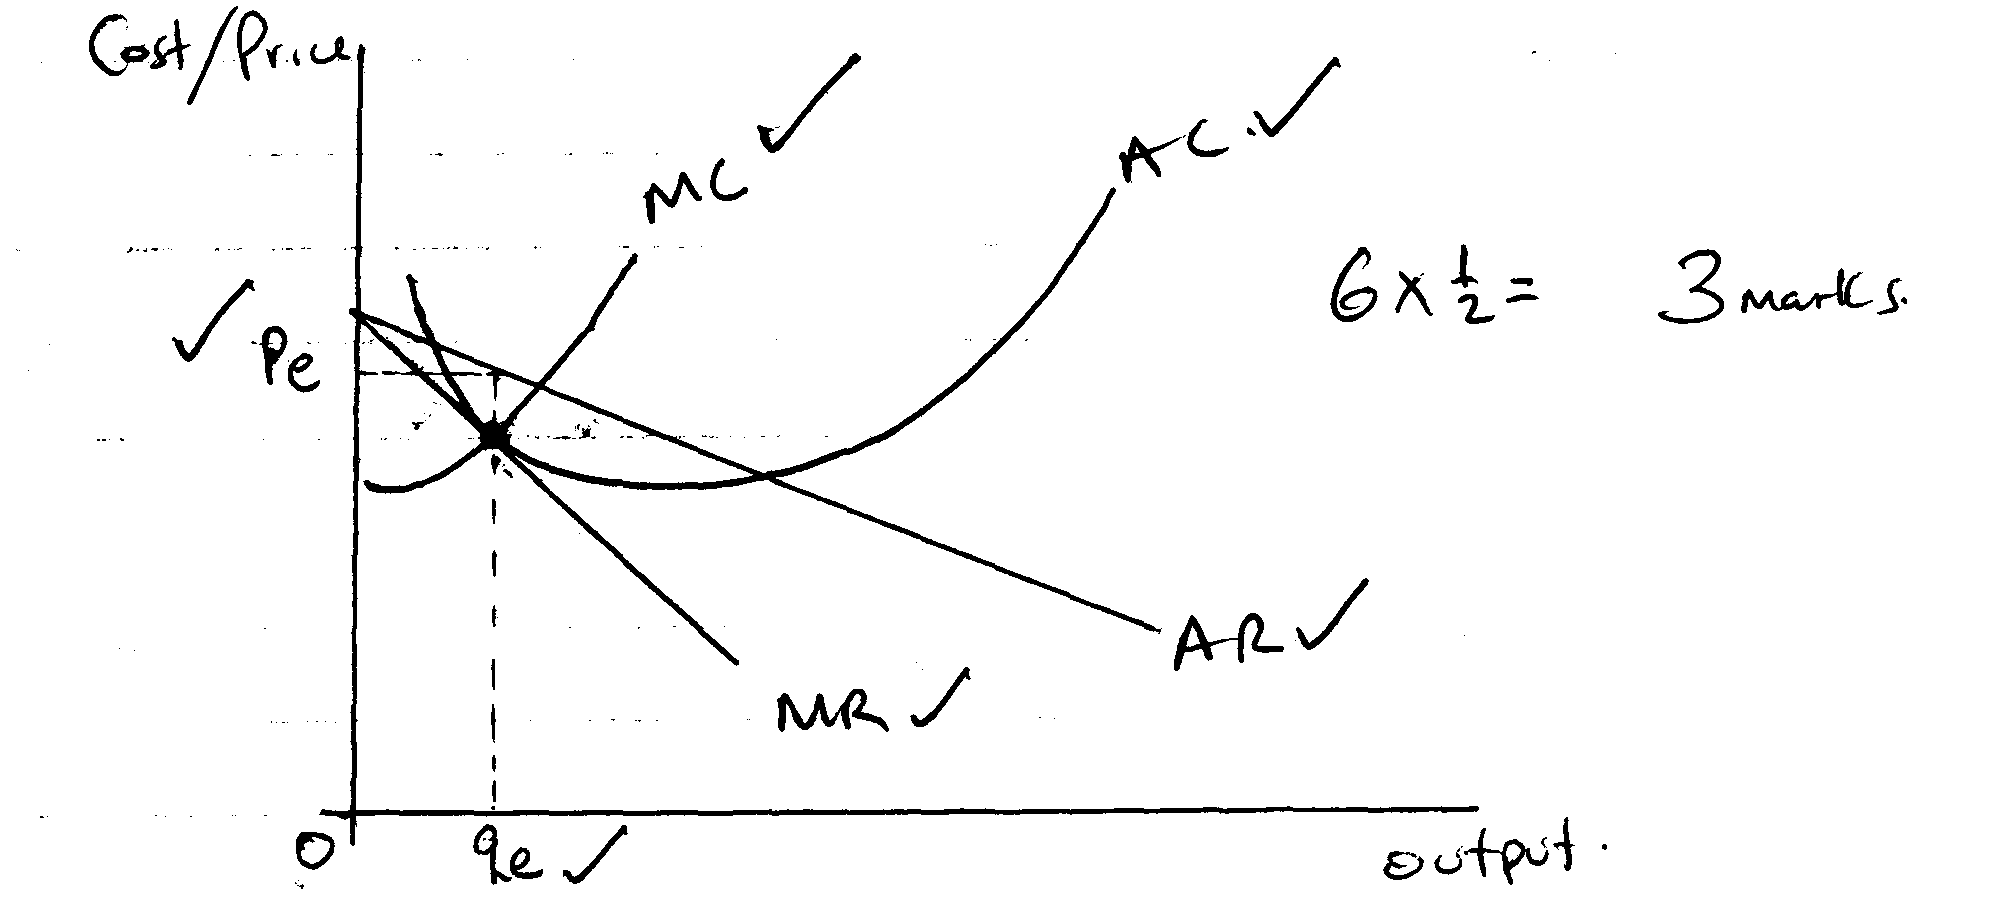 Cost/Price
MC ✓
AC. ✓
6 x 1/2 = 3 marks.
✓ Pe
AR ✓
MR ✓
0
qe ✓
output.